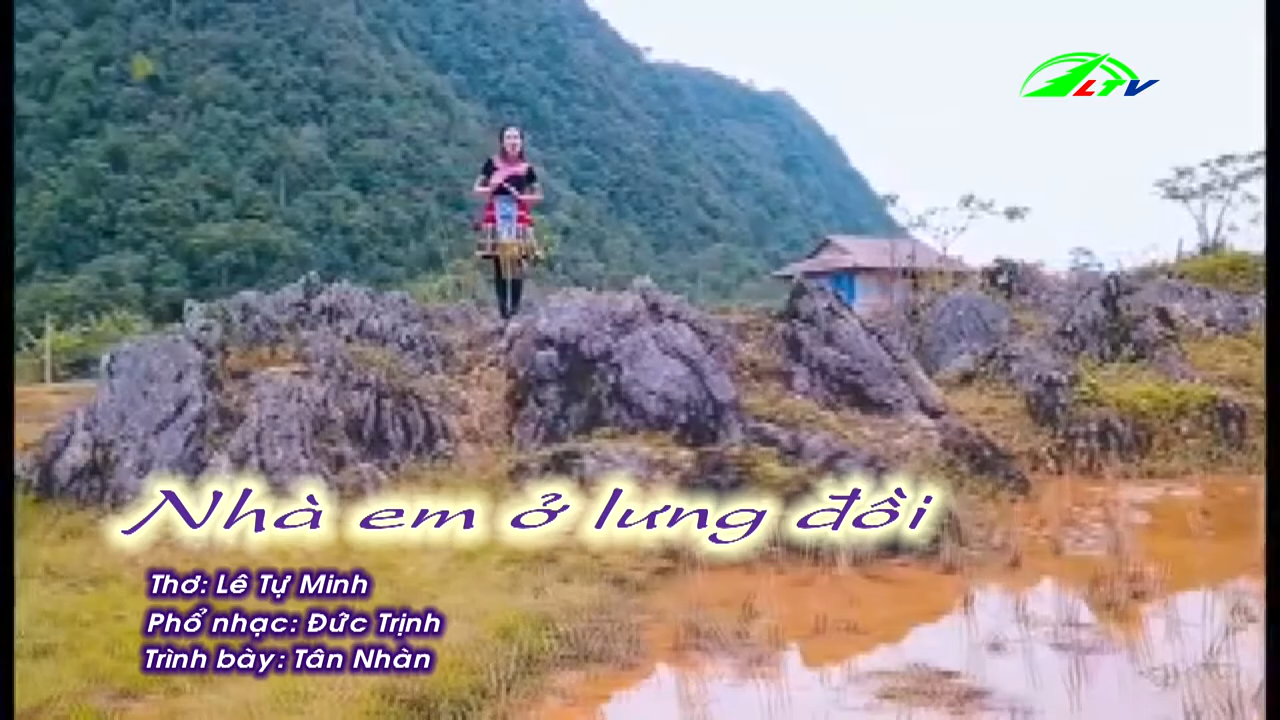 LTV
Nhà em ở lưng đồi
Thơ: Lê Tự Minh
Phổ nhạc: Đức Trịnh
Trình bày: Tân Nhàn